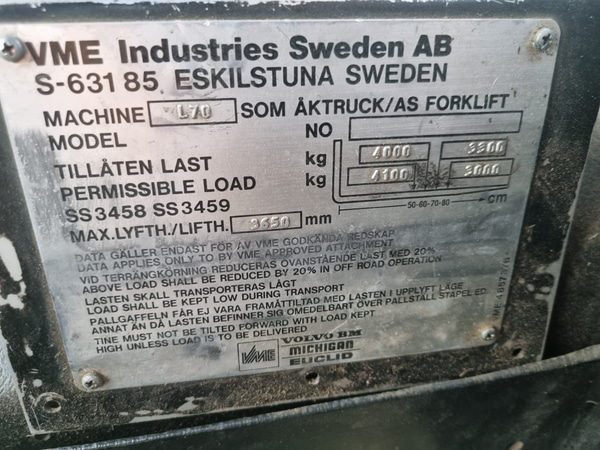 VME Industries Sweden AB
S-631 85 ESKILSTUNA SWEDEN
MACHINE L70 SOM ÅKTRUCK/AS FORKLIFT
MODEL NO
TILLÅTEN LAST kg 4000 3300
PERMISSIBLE LOAD kg 4100 3000
SS3458 SS3459 50-60-70-80 cm
MAX.LYFTH./LIFTH. 3650 mm
DATA GÄLLER ENDAST FÖR AV VME GODKÄNDA REDSKAP
DATA APPLIES ONLY TO BY VME APPROVED ATTACHMENT
VID TERRÄNGKÖRNING REDUCERAS OVANSTÅENDE LAST MED 20%
ABOVE LOAD SHALL BE REDUCED BY 20% IN OFF ROAD OPERATION
LASTEN SKALL TRANSPORTERAS LÅGT
LOAD SHALL BE KEPT LOW DURING TRANSPORT
PALLGAFFELN FÅR EJ VARA FRAMÅTILTAD MED LASTEN I UPPLYFT LÄGE
ANNAT ÄN DÅ LASTEN BEFINNER SIG OMEDELBART ÖVER PALLSTÄLL STAPEL ED.
TINE MUST NOT BE TILTED FORWARD WITH LOAD KEPT
HIGH UNLESS LOAD IS TO BE DELIVERED
VME VOLVO BM
MICHIGAN
EUCLID